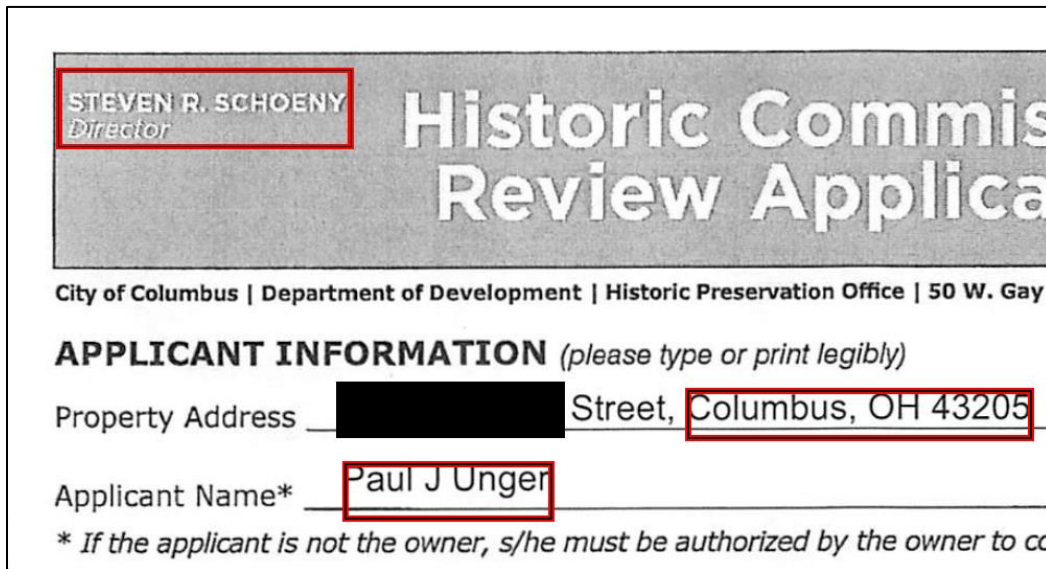 STEVEN R. SCHOENY
Director
Historic Commis
Review Applica
City of Columbus | Department of Development | Historic Preservation Office | 50 W. Gay
APPLICANT INFORMATION (please type or print legibly)
Property Address Street, Columbus, OH 43205
Applicant Name* Paul J Unger
* If the applicant is not the owner, s/he must be authorized by the owner to co